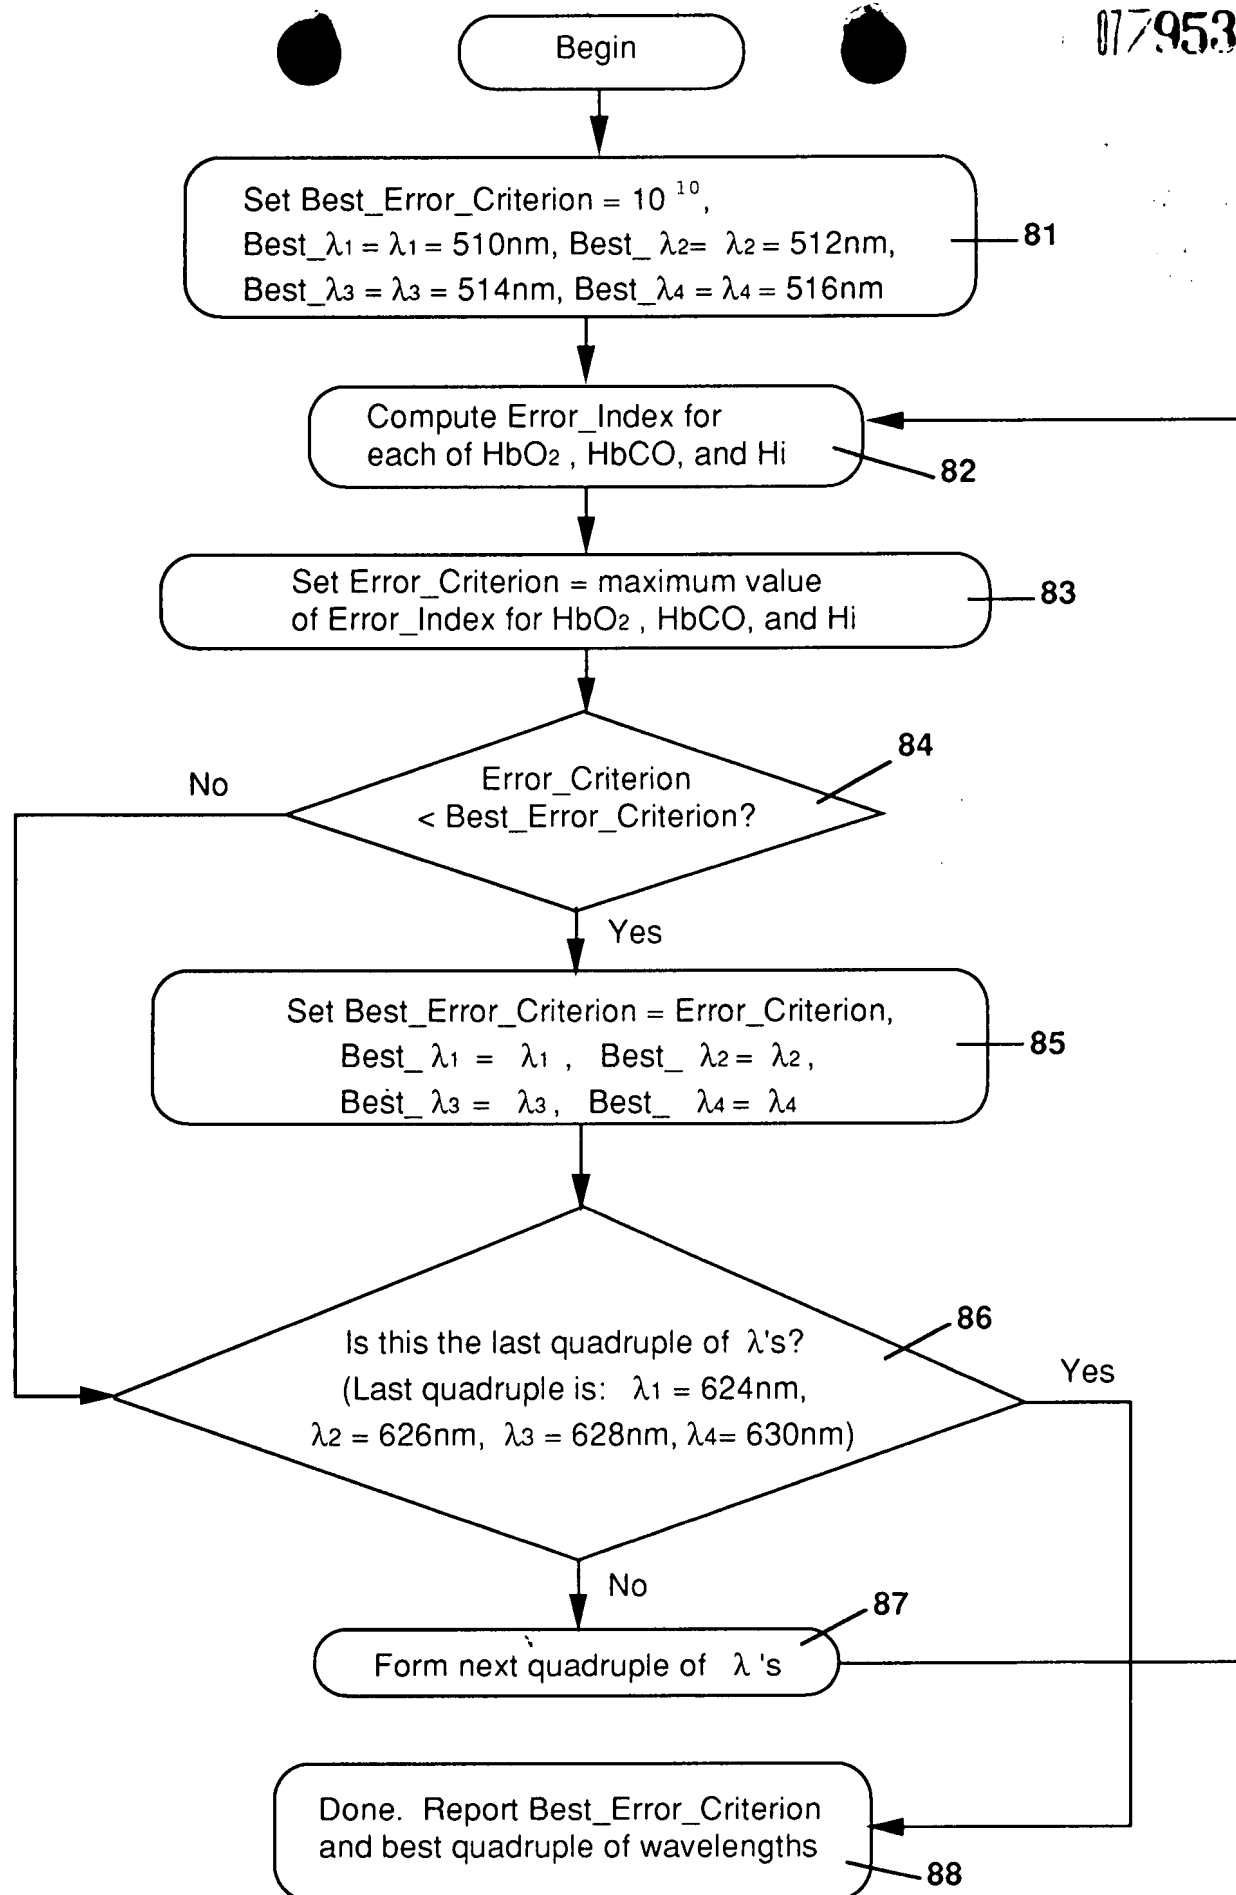 077953
Begin
Set Best_Error_Criterion = 10 ¹⁰,
Best_λ1 = λ1 = 510nm, Best_ λ2= λ2 = 512nm,
Best_λ3 = λ3 = 514nm, Best_λ4 = λ4 = 516nm
81
Compute Error_Index for
each of HbO2 , HbCO, and Hi
82
Set Error_Criterion = maximum value
of Error_Index for HbO2 , HbCO, and Hi
83
84
No
Error_Criterion
< Best_Error_Criterion?
Yes
Set Best_Error_Criterion = Error_Criterion,
Best_ λ1 = λ1 , Best_ λ2 = λ2 ,
Best_ λ3 = λ3 , Best_ λ4 = λ4
85
86
Is this the last quadruple of λ's?
(Last quadruple is: λ1 = 624nm,
λ2 = 626nm, λ3 = 628nm, λ4= 630nm)
Yes
No
87
Form next quadruple of λ 's
Done. Report Best_Error_Criterion
and best quadruple of wavelengths
88